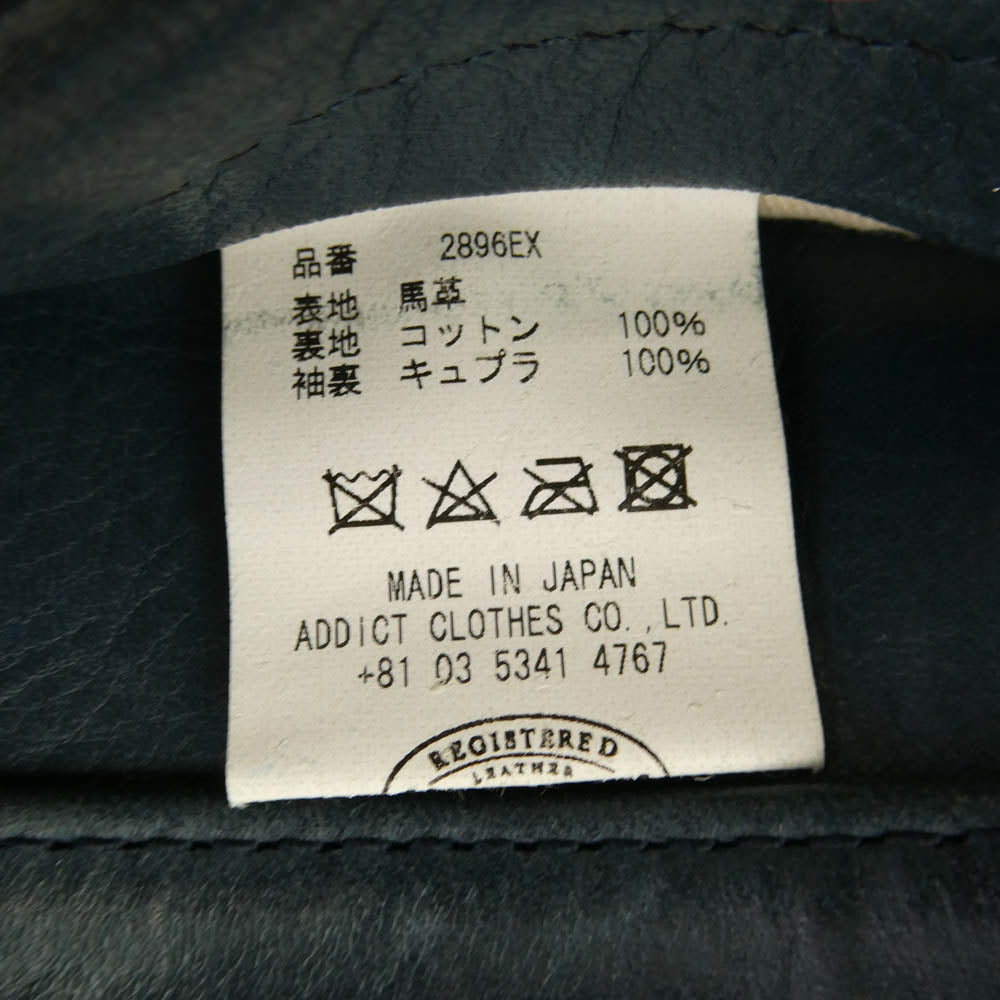 品番 2896EX
表地 馬革
裏地 コットン 100%
袖裏 キュプラ 100%
MADE IN JAPAN
ADDICT CLOTHES CO.,LTD.
+81 03 5341 4767
REGISTERED
LEATHER